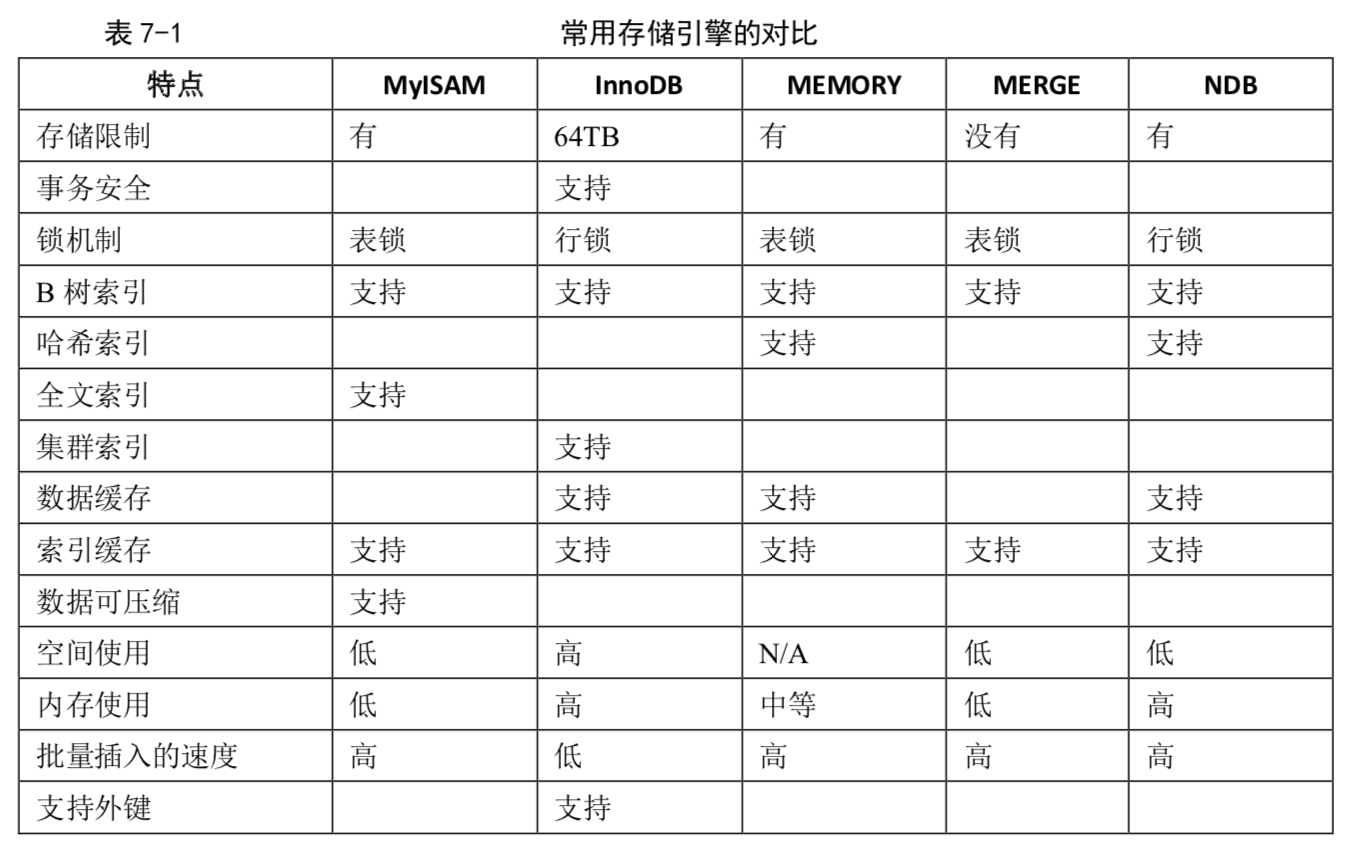 表 7-1 常用存储引擎的对比
特点 MyISAM InnoDB MEMORY MERGE NDB
存储限制 有 64TB 有 没有 有
事务安全 支持
锁机制 表锁 行锁 表锁 表锁 行锁
B 树索引 支持 支持 支持 支持 支持
哈希索引 支持 支持
全文索引 支持
集群索引 支持
数据缓存 支持 支持 支持
索引缓存 支持 支持 支持 支持 支持
数据可压缩 支持
空间使用 低 高 N/A 低 低
内存使用 低 高 中等 低 高
批量插入的速度 高 低 高 高 高
支持外键 支持